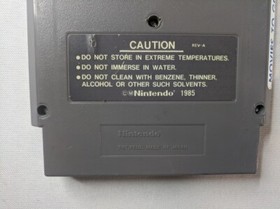 CAUTION REV-A
•DO NOT STORE IN EXTREME TEMPERATURES.
•DO NOT IMMERSE IN WATER.
•DO NOT CLEAN WITH BENZENE, THINNER,
ALCOHOL OR OTHER SUCH SOLVENTS.
©™Nintendo® 1985
Nintendo